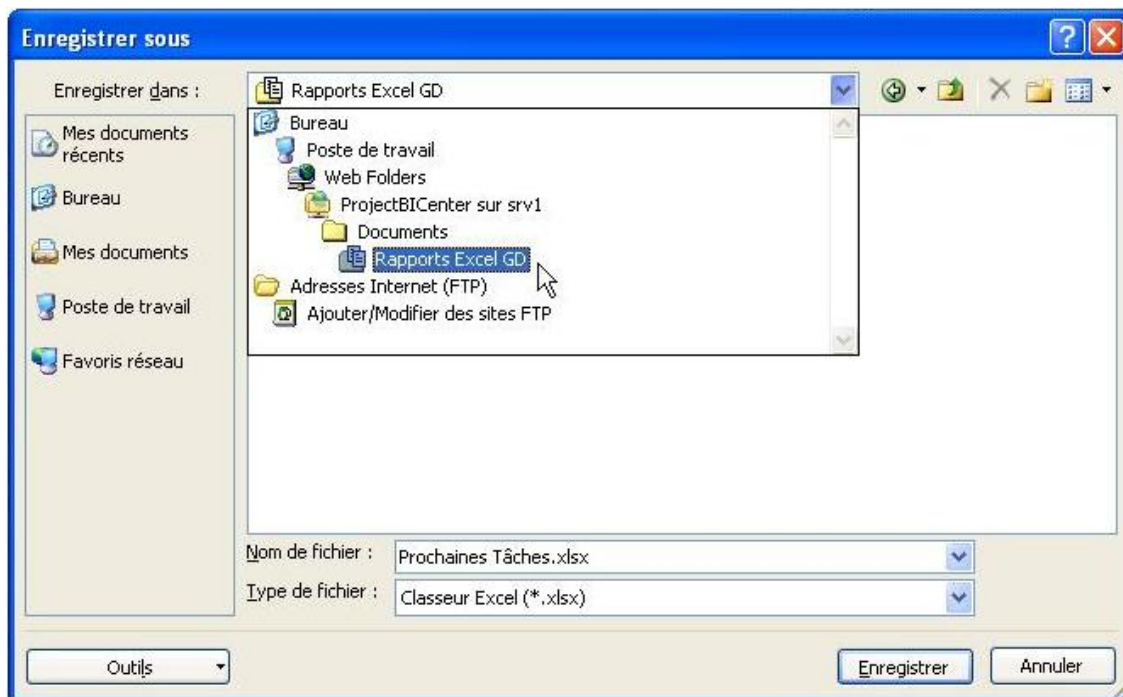 Enregistrer sous
Enregistrer dans :
Rapports Excel GD
Mes documents
récents
Bureau
Mes documents
Poste de travail
Favoris réseau
Bureau
Poste de travail
Web Folders
ProjectBICenter sur srv1
Documents
Rapports Excel GD
Adresses Internet (FTP)
Ajouter/Modifier des sites FTP
Nom de fichier :
Prochaines Tâches.xlsx
Type de fichier :
Classeur Excel (*.xlsx)
Outils
Enregistrer
Annuler